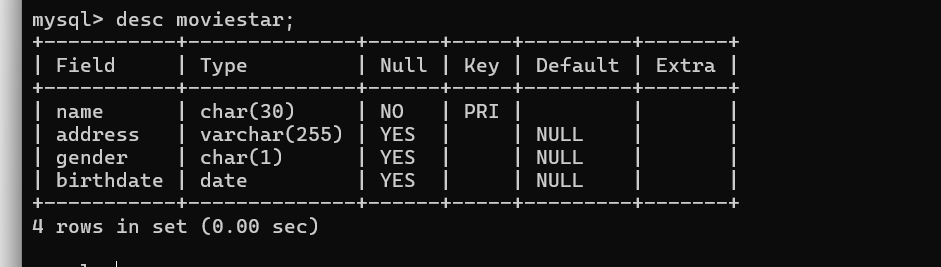 mysql> desc moviestar;
+-----------+--------------+------+-----+---------+-------+
| Field     | Type         | Null | Key | Default | Extra |
+-----------+--------------+------+-----+---------+-------+
| name      | char(30)     | NO   | PRI |         |       |
| address   | varchar(255) | YES  |     | NULL    |       |
| gender    | char(1)      | YES  |     | NULL    |       |
| birthdate | date         | YES  |     | NULL    |       |
+-----------+--------------+------+-----+---------+-------+
4 rows in set (0.00 sec)